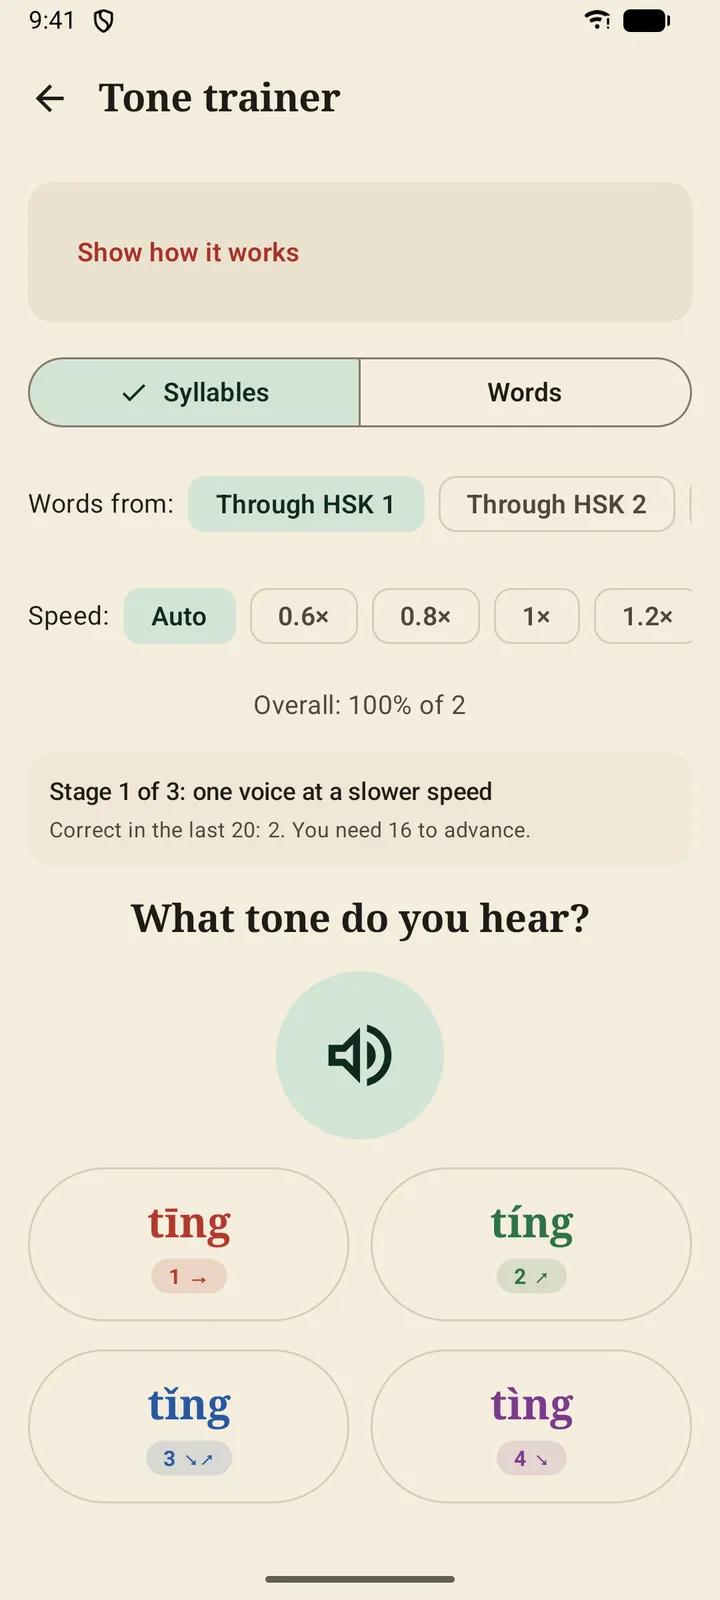 9:41
Tone trainer
Show how it works
Syllables Words
Words from: Through HSK 1 Through HSK 2
Speed: Auto 0.6× 0.8× 1× 1.2×
Overall: 100% of 2
Stage 1 of 3: one voice at a slower speed
Correct in the last 20: 2. You need 16 to advance.
What tone do you hear?
tīng tíng
1 → 2 ↗
tǐng tìng
3 ↘↗ 4 ↘